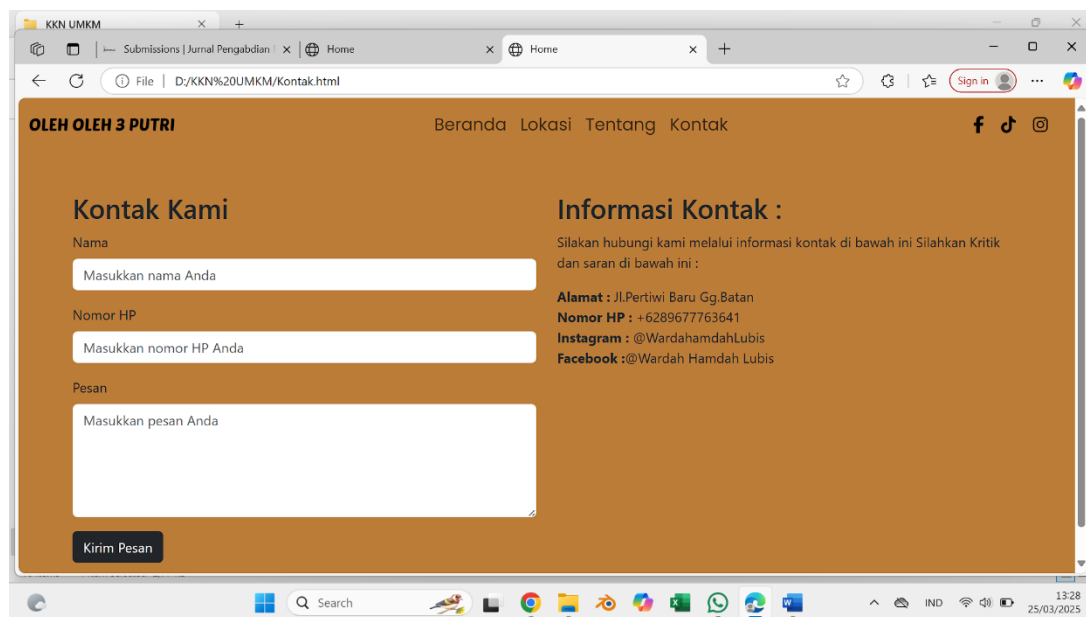 KKN UMKM
Submissions | Jurnal Pengabdian
Home
Home
File
D:/KKN%20UMKM/Kontak.html
Sign in
OLEH OLEH 3 PUTRI
Beranda Lokasi Tentang Kontak
Kontak Kami
Nama
Masukkan nama Anda
Nomor HP
Masukkan nomor HP Anda
Pesan
Masukkan pesan Anda
Kirim Pesan
Informasi Kontak :
Silakan hubungi kami melalui informasi kontak di bawah ini Silahkan Kritik
dan saran di bawah ini :
Alamat : Jl.Pertiwi Baru Gg.Batan
Nomor HP : +6289677763641
Instagram : @WardahamdahLubis
Facebook :@Wardah Hamdah Lubis
Search
IND
13:28
25/03/2025